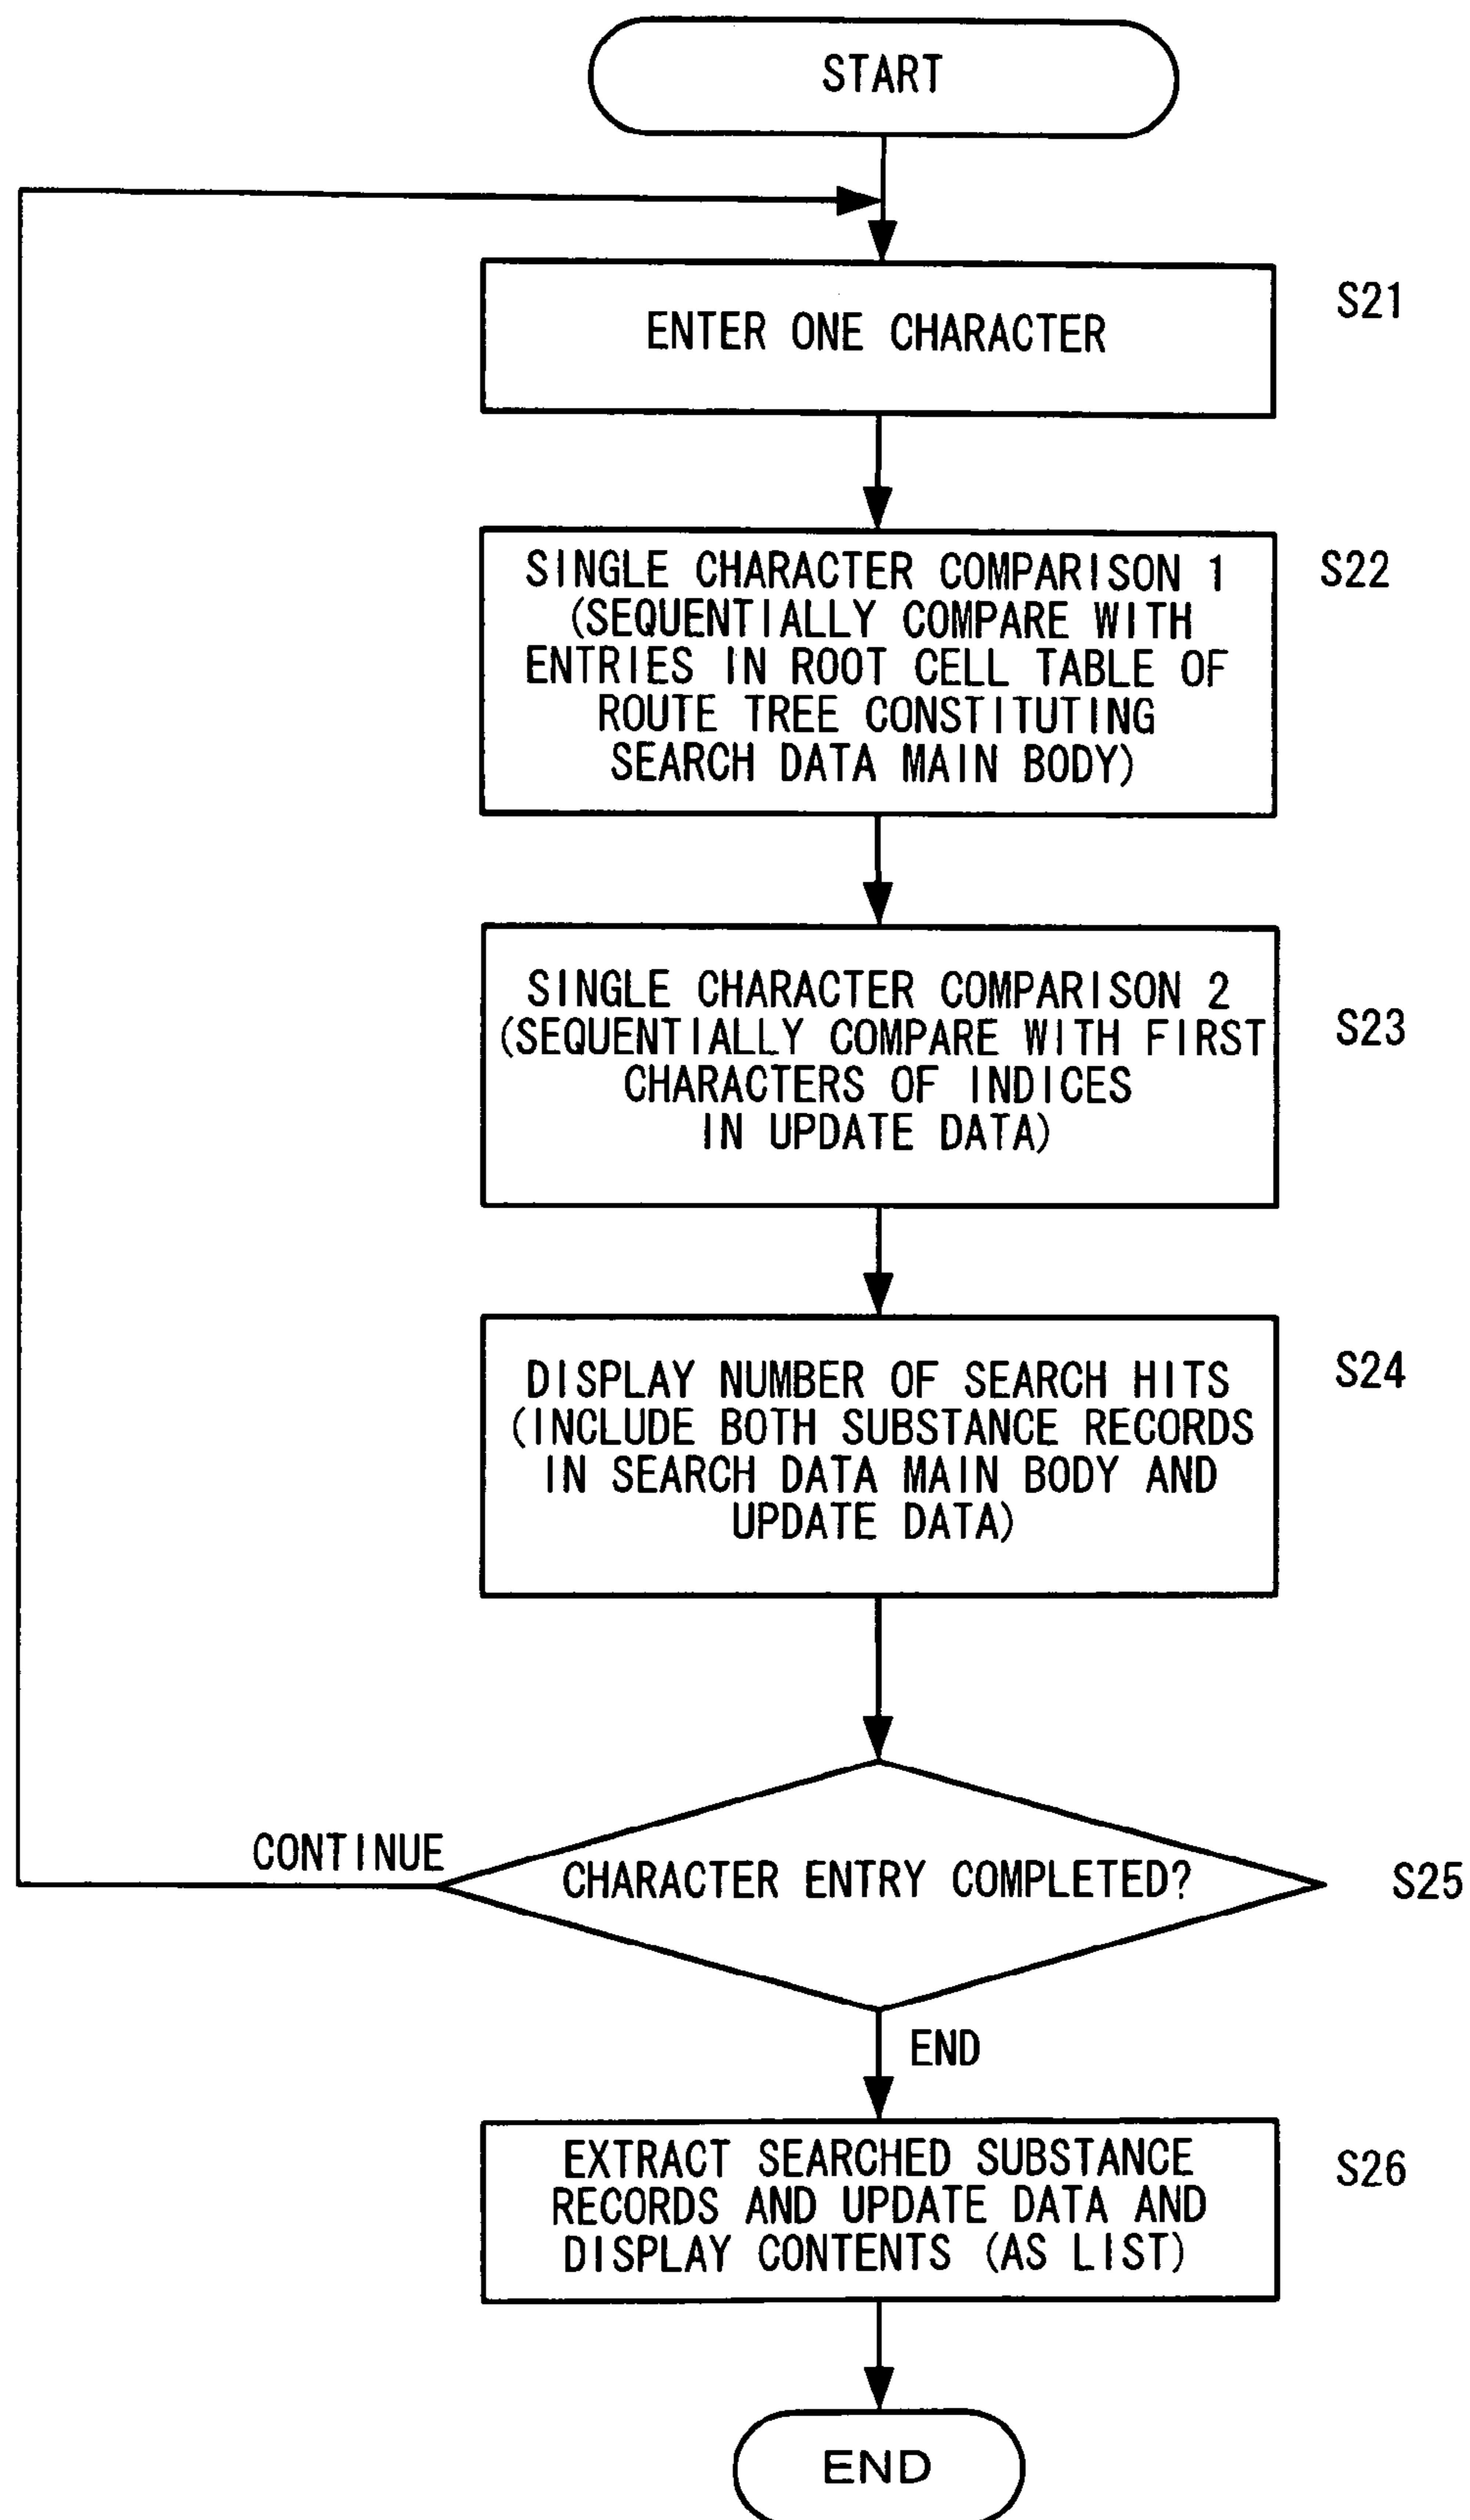 START
ENTER ONE CHARACTER
S21
SINGLE CHARACTER COMPARISON 1
(SEQUENTIALLY COMPARE WITH
ENTRIES IN ROOT CELL TABLE OF
ROUTE TREE CONSTITUTING
SEARCH DATA MAIN BODY)
S22
SINGLE CHARACTER COMPARISON 2
(SEQUENTIALLY COMPARE WITH FIRST
CHARACTERS OF INDICES
IN UPDATE DATA)
S23
DISPLAY NUMBER OF SEARCH HITS
(INCLUDE BOTH SUBSTANCE RECORDS
IN SEARCH DATA MAIN BODY AND
UPDATE DATA)
S24
CONTINUE
CHARACTER ENTRY COMPLETED?
S25
END
EXTRACT SEARCHED SUBSTANCE
RECORDS AND UPDATE DATA AND
DISPLAY CONTENTS (AS LIST)
S26
END